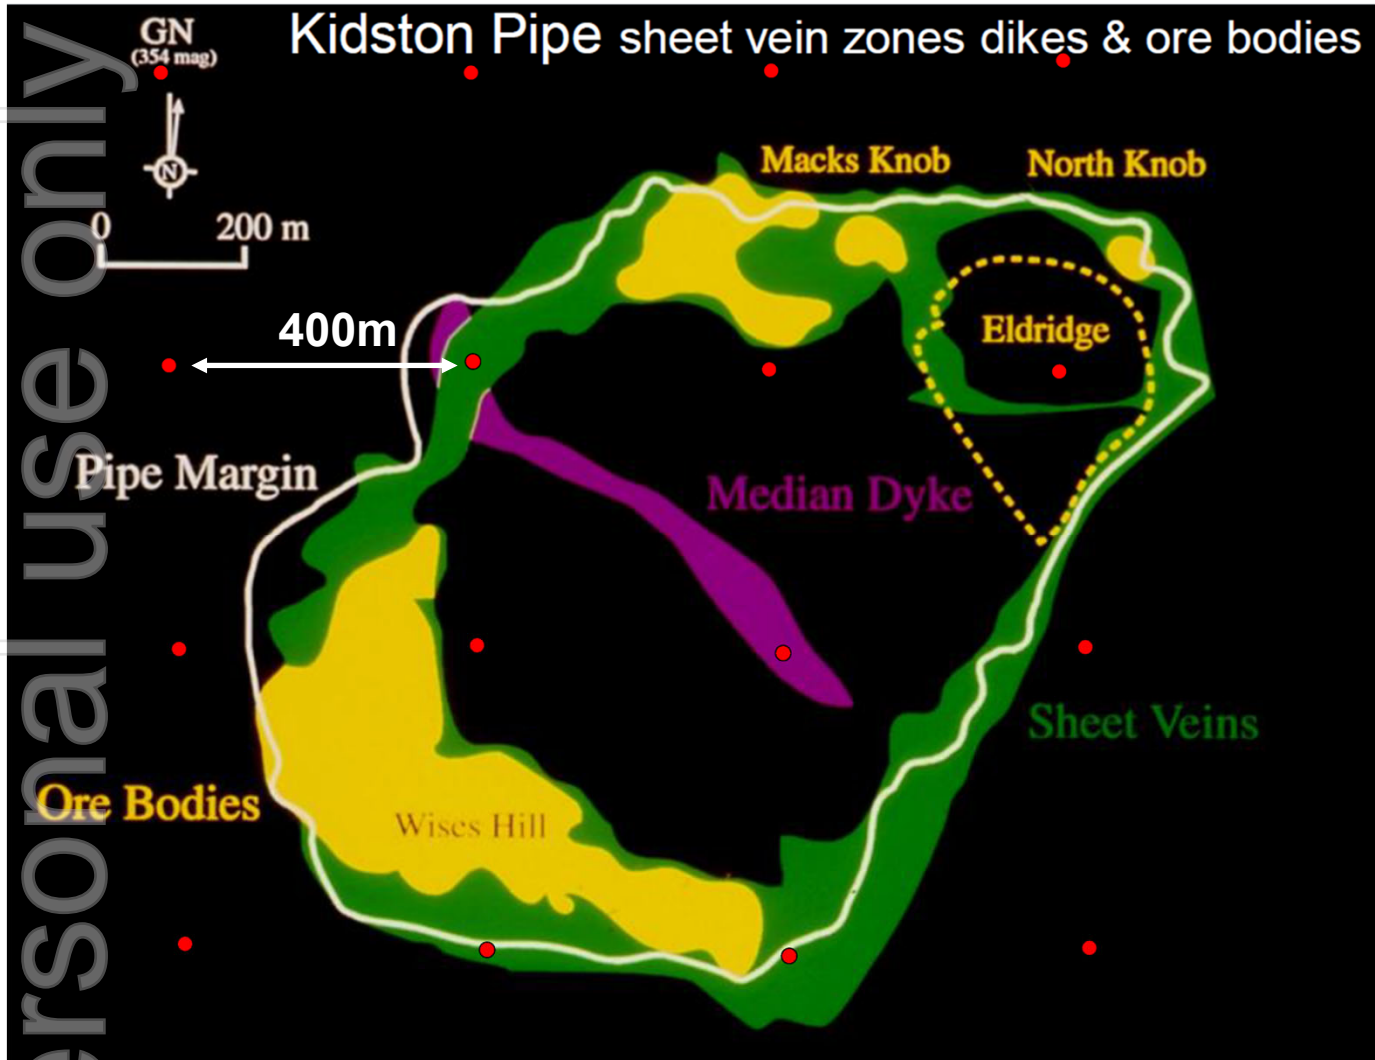 GN
(354 mag)
Kidston Pipe sheet vein zones dikes & ore bodies
N
0 200 m
Macks Knob
North Knob
400m
Eldridge
Pipe Margin
Median Dyke
Sheet Veins
Ore Bodies
Wises Hill
ersonal use only